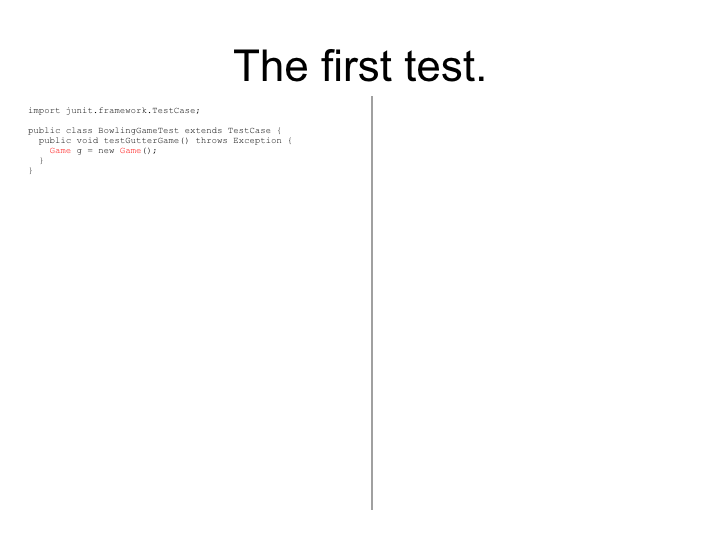 The first test.
import junit.framework.TestCase;
public class BowlingGameTest extends TestCase {
  public void testGutterGame() throws Exception {
    Game g = new Game();
  }
}